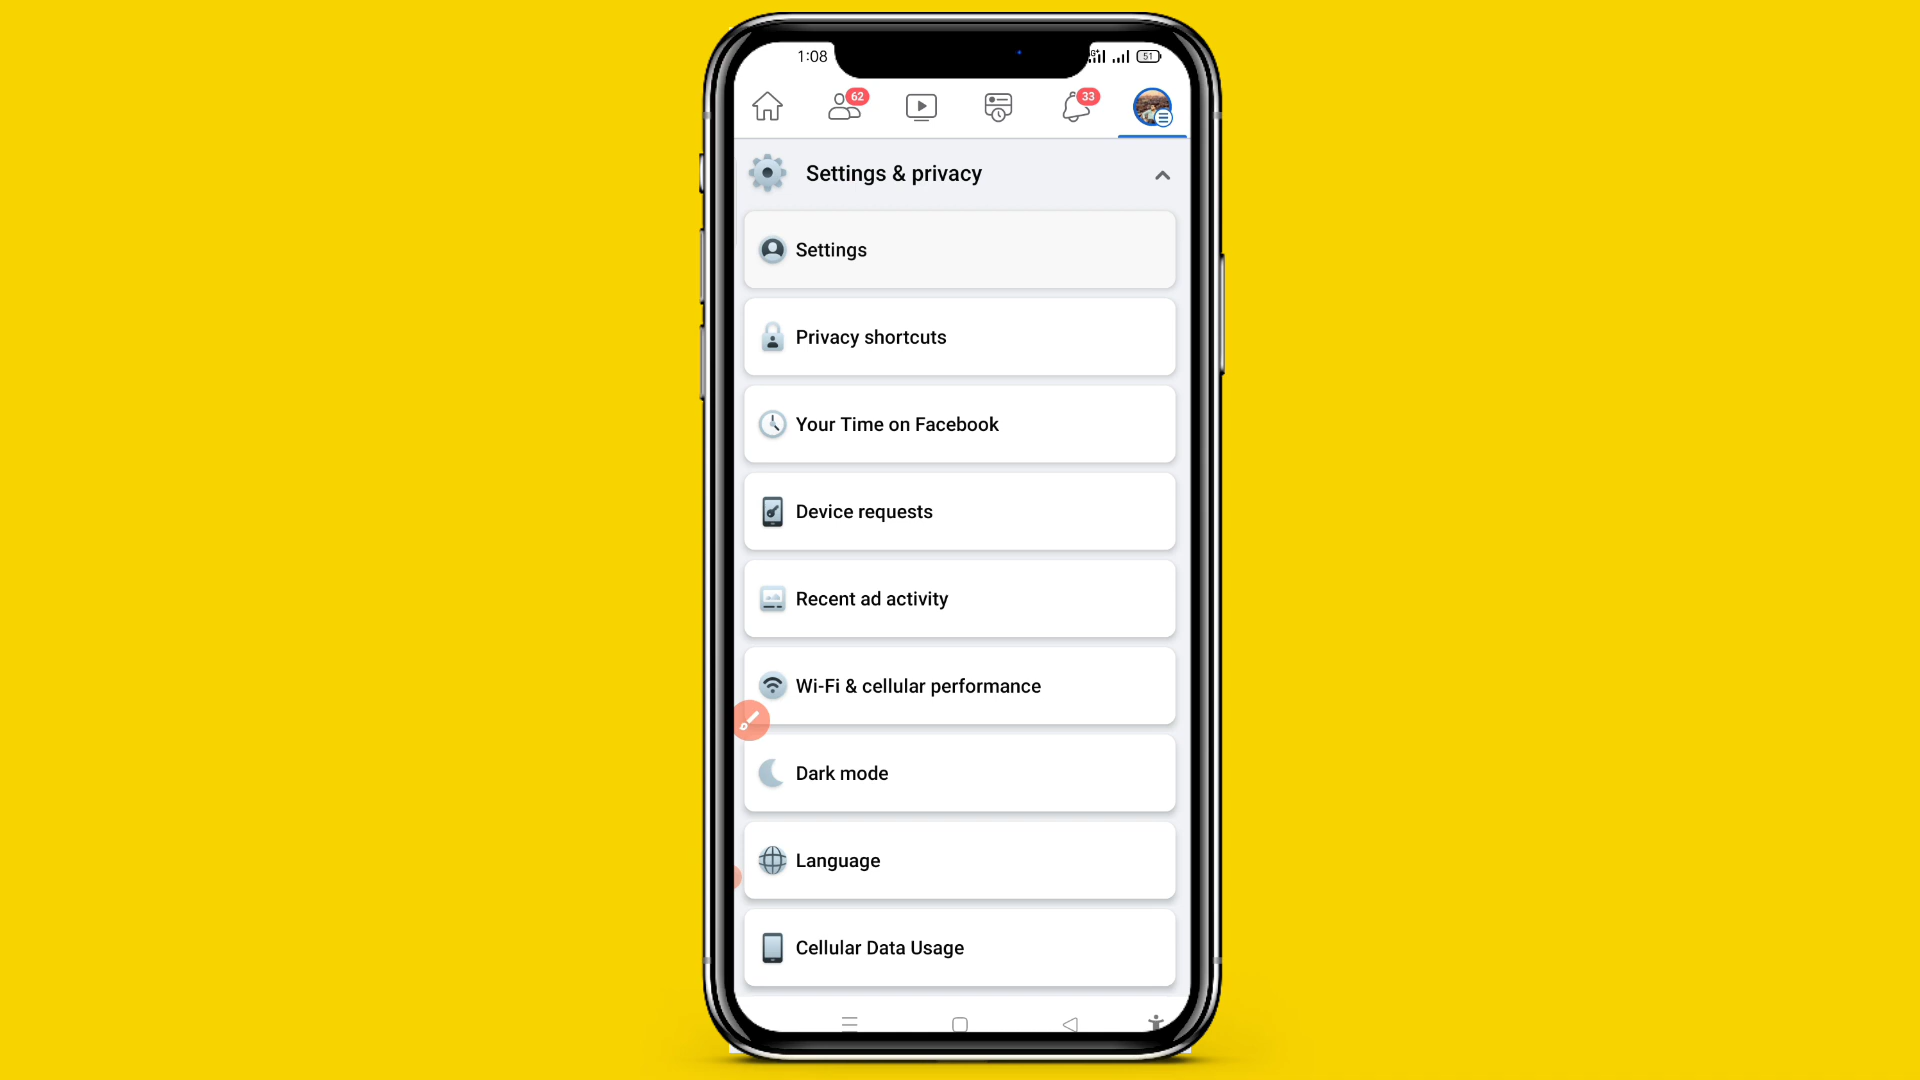 1:08
51
62
33
Settings & privacy
Settings
Privacy shortcuts
Your Time on Facebook
Device requests
Recent ad activity
Wi-Fi & cellular performance
Dark mode
Language
Cellular Data Usage